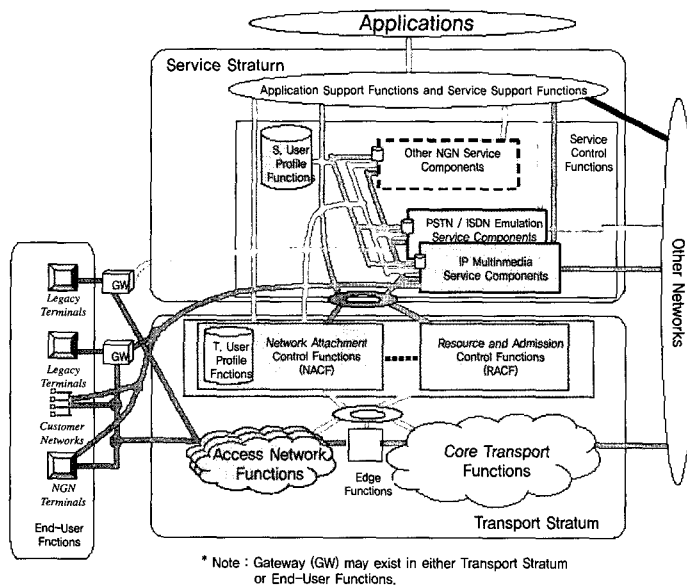 Applications
Service Straturn
Application Support Functions and Service Support Functions
S, User
Profile
Functions
Other NGN Service
Components
Service
Control
Functions
PSTN / ISDN Emulation
Service Components
IP Multinmedia
Service Components
Other Networks
GW
Legacy
Terminals
GW
Legacy
Terminals
Customer
Networks
NGN
Terminals
End-User
Fnctions
T, User
Profile
Fnctions
Network Attachment
Control Functions
(NACF)
Resource and Admission
Control Functions
(RACF)
Access Network
Functions
Edge
Functions
Core Transport
Functions
Transport Stratum
* Note : Gateway (GW) may exist in either Transport Stratum
or End-User Functions.